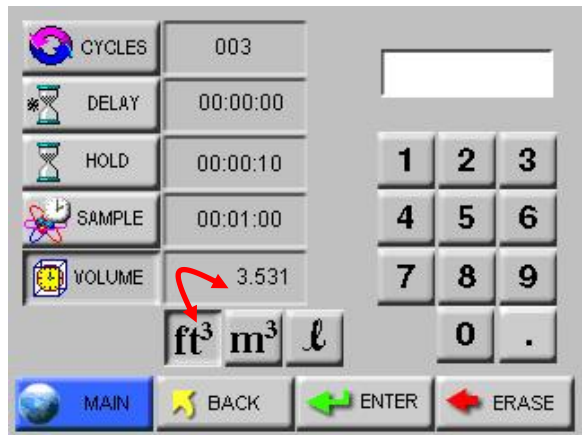 CYCLES 003
* DELAY 00:00:00
HOLD 00:00:10
1 2 3
SAMPLE 00:01:00
4 5 6
VOLUME 3.531
7 8 9
ft³ m³ ℓ
0 .
MAIN BACK ENTER ERASE